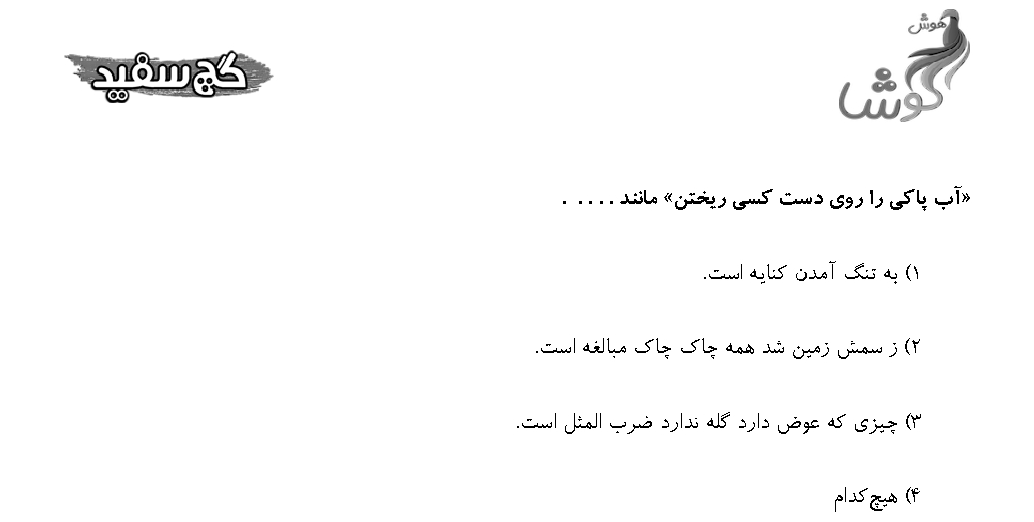 هوش گوشا
گچ سفید
«آب پاکی را روی دست کسی ریختن» مانند . . . . .
۱) به تنگ آمدن کنایه است.
۲) ز سمش زمین شد همه چاک چاک مبالغه است.
۳) چیزی که عوض دارد گله ندارد ضرب المثل است.
۴) هیچ‌کدام